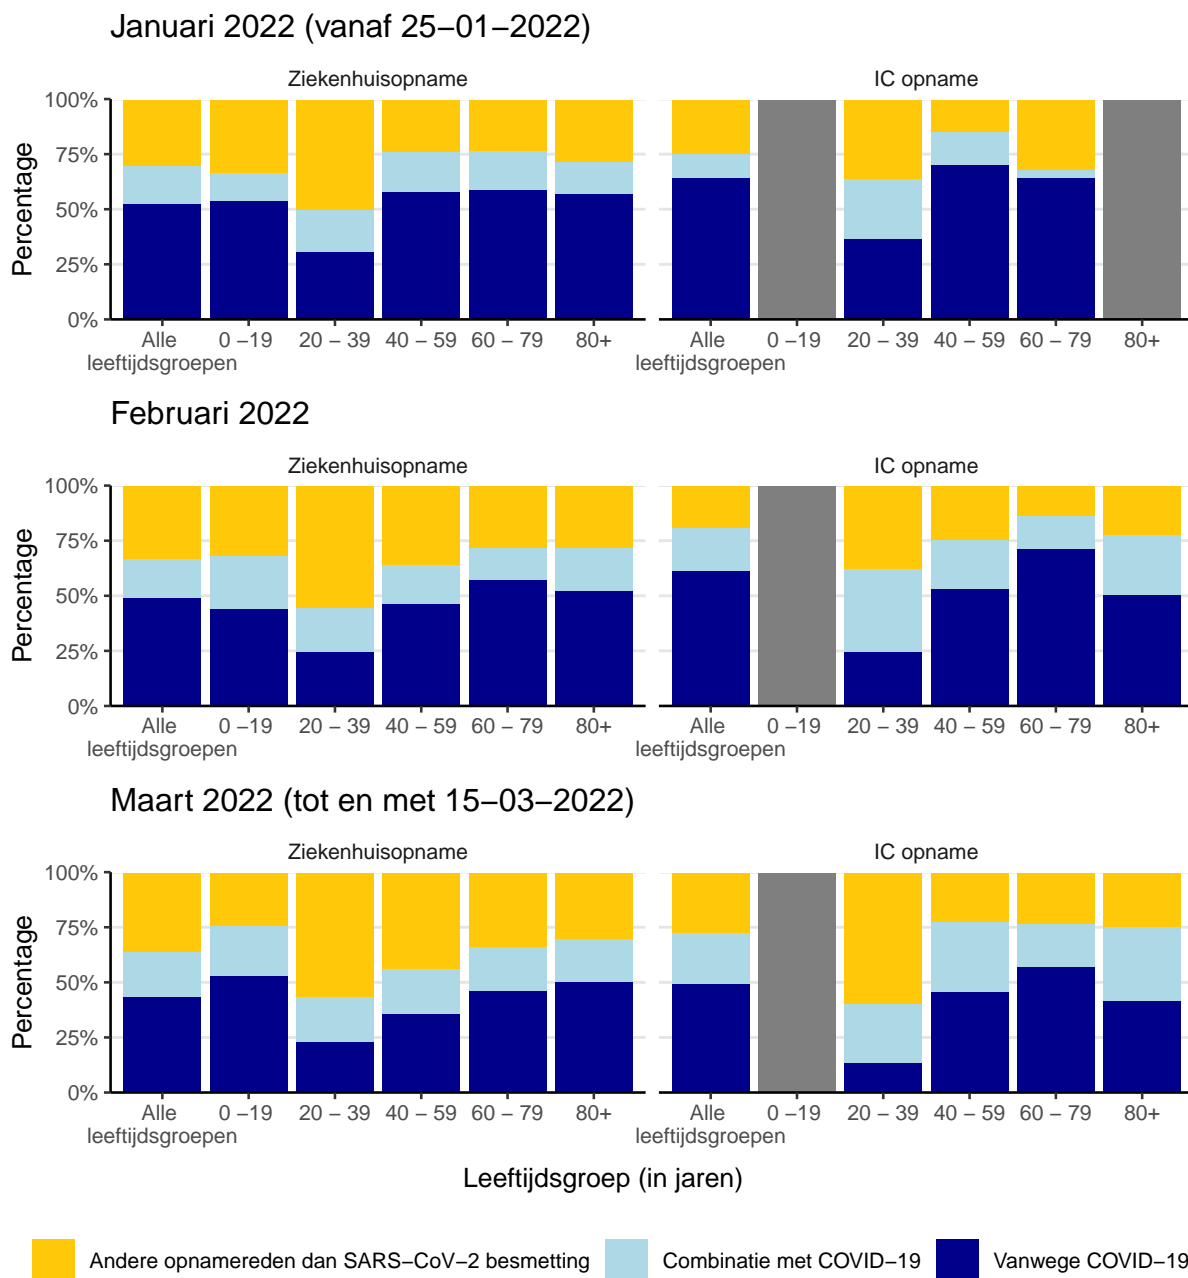 Januari 2022 (vanaf 25−01−2022)
Ziekenhuisopname
IC opname
Percentage
100%
75%
50%
25%
0%
Alle leeftijdsgroepen
0 −19
20 − 39
40 − 59
60 − 79
80+
Alle leeftijdsgroepen
0 −19
20 − 39
40 − 59
60 − 79
80+
Februari 2022
Ziekenhuisopname
IC opname
Percentage
100%
75%
50%
25%
0%
Alle leeftijdsgroepen
0 −19
20 − 39
40 − 59
60 − 79
80+
Alle leeftijdsgroepen
0 −19
20 − 39
40 − 59
60 − 79
80+
Maart 2022 (tot en met 15−03−2022)
Ziekenhuisopname
IC opname
Percentage
100%
75%
50%
25%
0%
Alle leeftijdsgroepen
0 −19
20 − 39
40 − 59
60 − 79
80+
Alle leeftijdsgroepen
0 −19
20 − 39
40 − 59
60 − 79
80+
Leeftijdsgroep (in jaren)
Andere opnamereden dan SARS−CoV−2 besmetting
Combinatie met COVID−19
Vanwege COVID−19